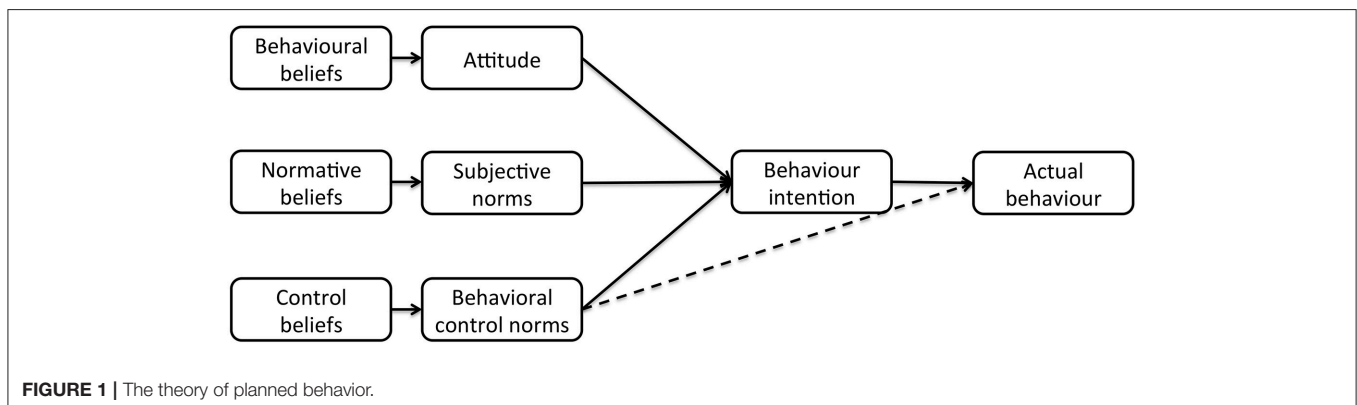 Behavioural
beliefs
Attitude
Normative
beliefs
Subjective
norms
Behaviour
intention
Actual
behaviour
Control
beliefs
Behavioral
control norms
FIGURE 1 | The theory of planned behavior.